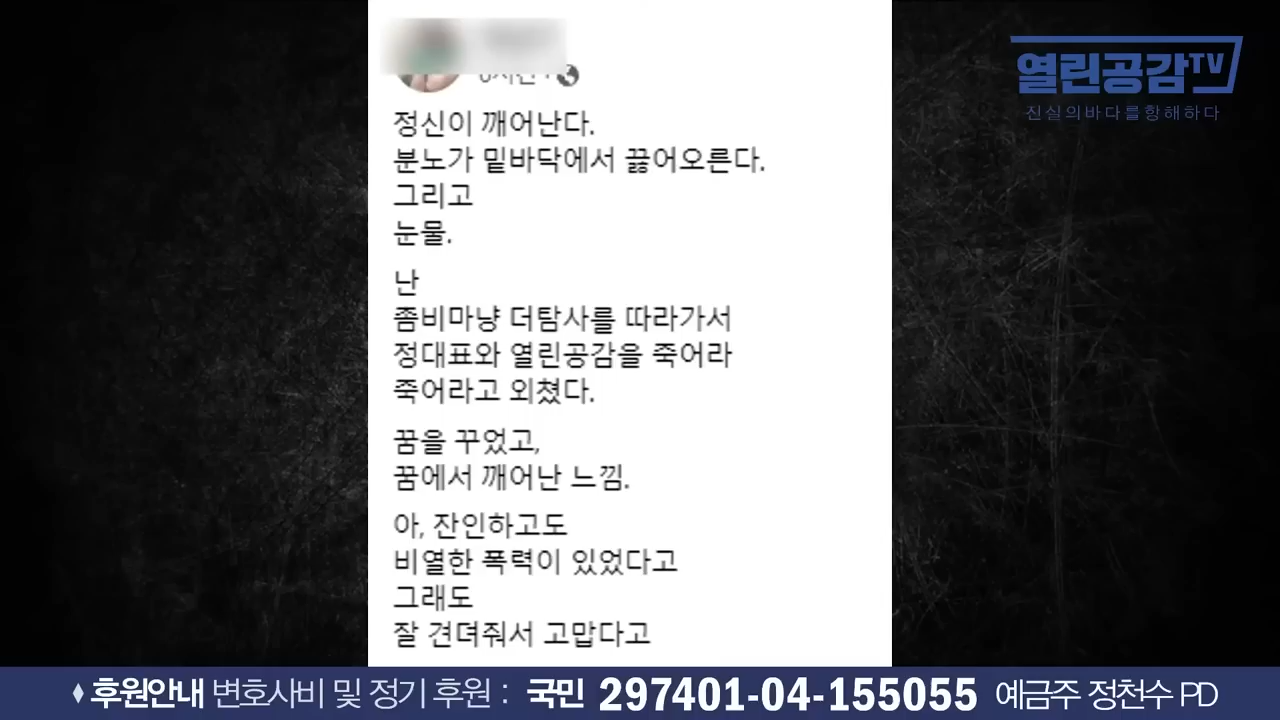 열린공감TV
진실의바다를항해하다
정신이 깨어난다.
분노가 밑바닥에서 끓어오른다.
그리고
눈물.
난
좀비마냥 더탐사를 따라가서
정대표와 열린공감을 죽어라
죽어라고 외쳤다.
꿈을 꾸었고,
꿈에서 깨어난 느낌.
아, 잔인하고도
비열한 폭력이 있었다고
그래도
잘 견뎌줘서 고맙다고
♦ 후원안내 변호사비 및 정기 후원 : 국민 297401-04-155055 예금주 정천수 PD